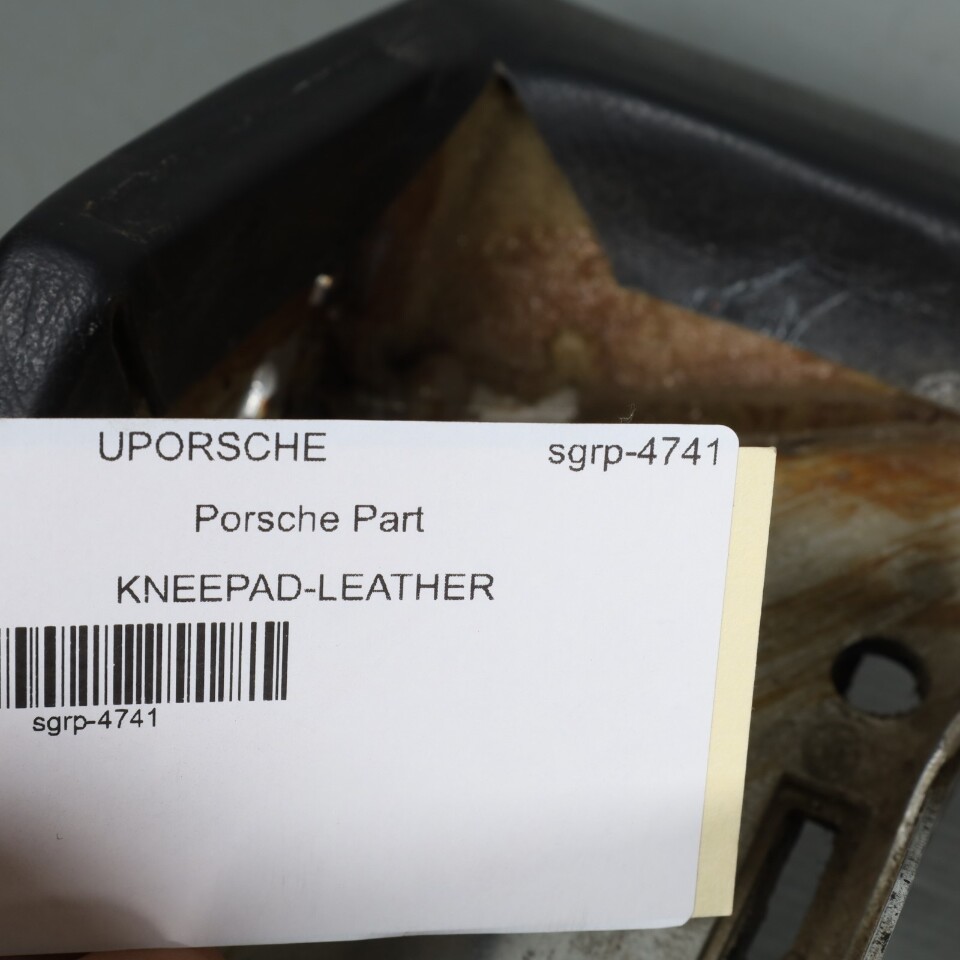 UPORSCHE sgrp-4741
Porsche Part
KNEEPAD-LEATHER
sgrp-4741